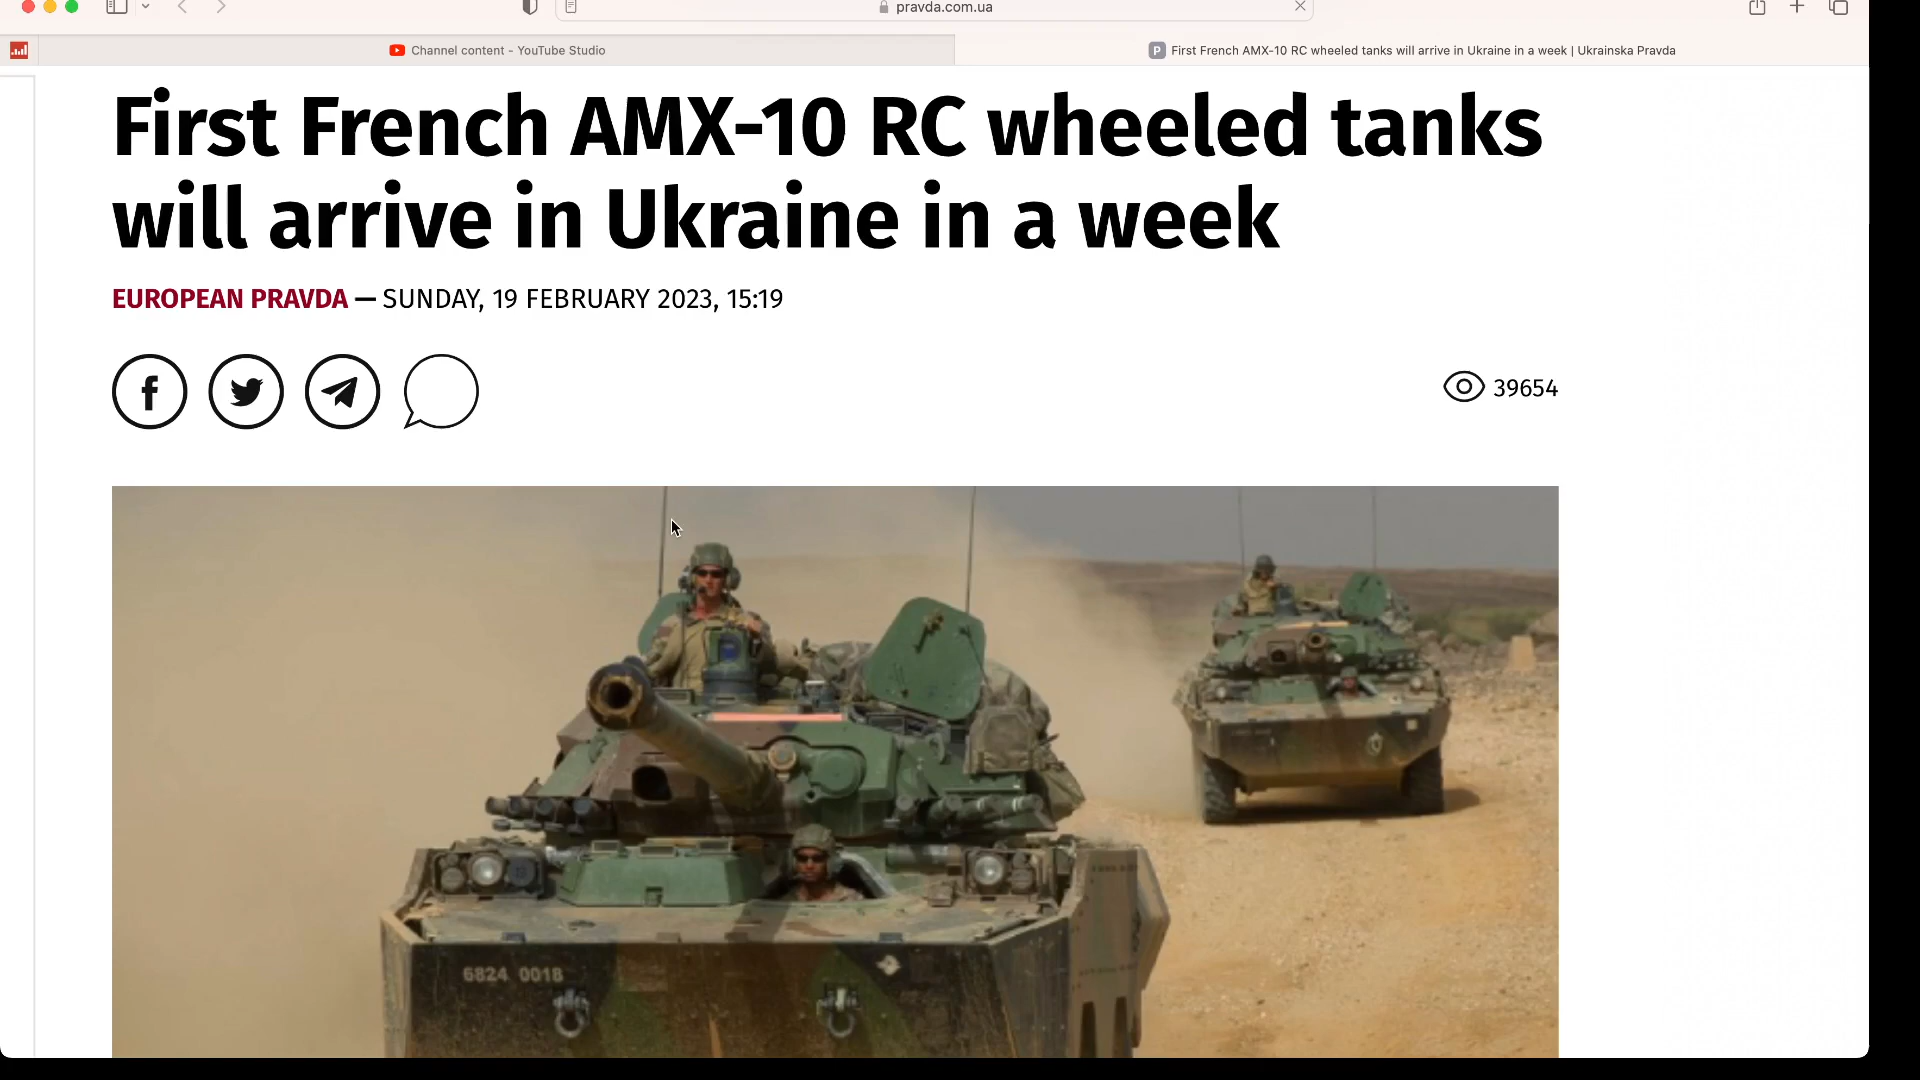 pravda.com.ua
Channel content - YouTube Studio
P First French AMX-10 RC wheeled tanks will arrive in Ukraine in a week | Ukrainska Pravda
First French AMX-10 RC wheeled tanks
will arrive in Ukraine in a week
EUROPEAN PRAVDA — SUNDAY, 19 FEBRUARY 2023, 15:19
39654
6824 0018